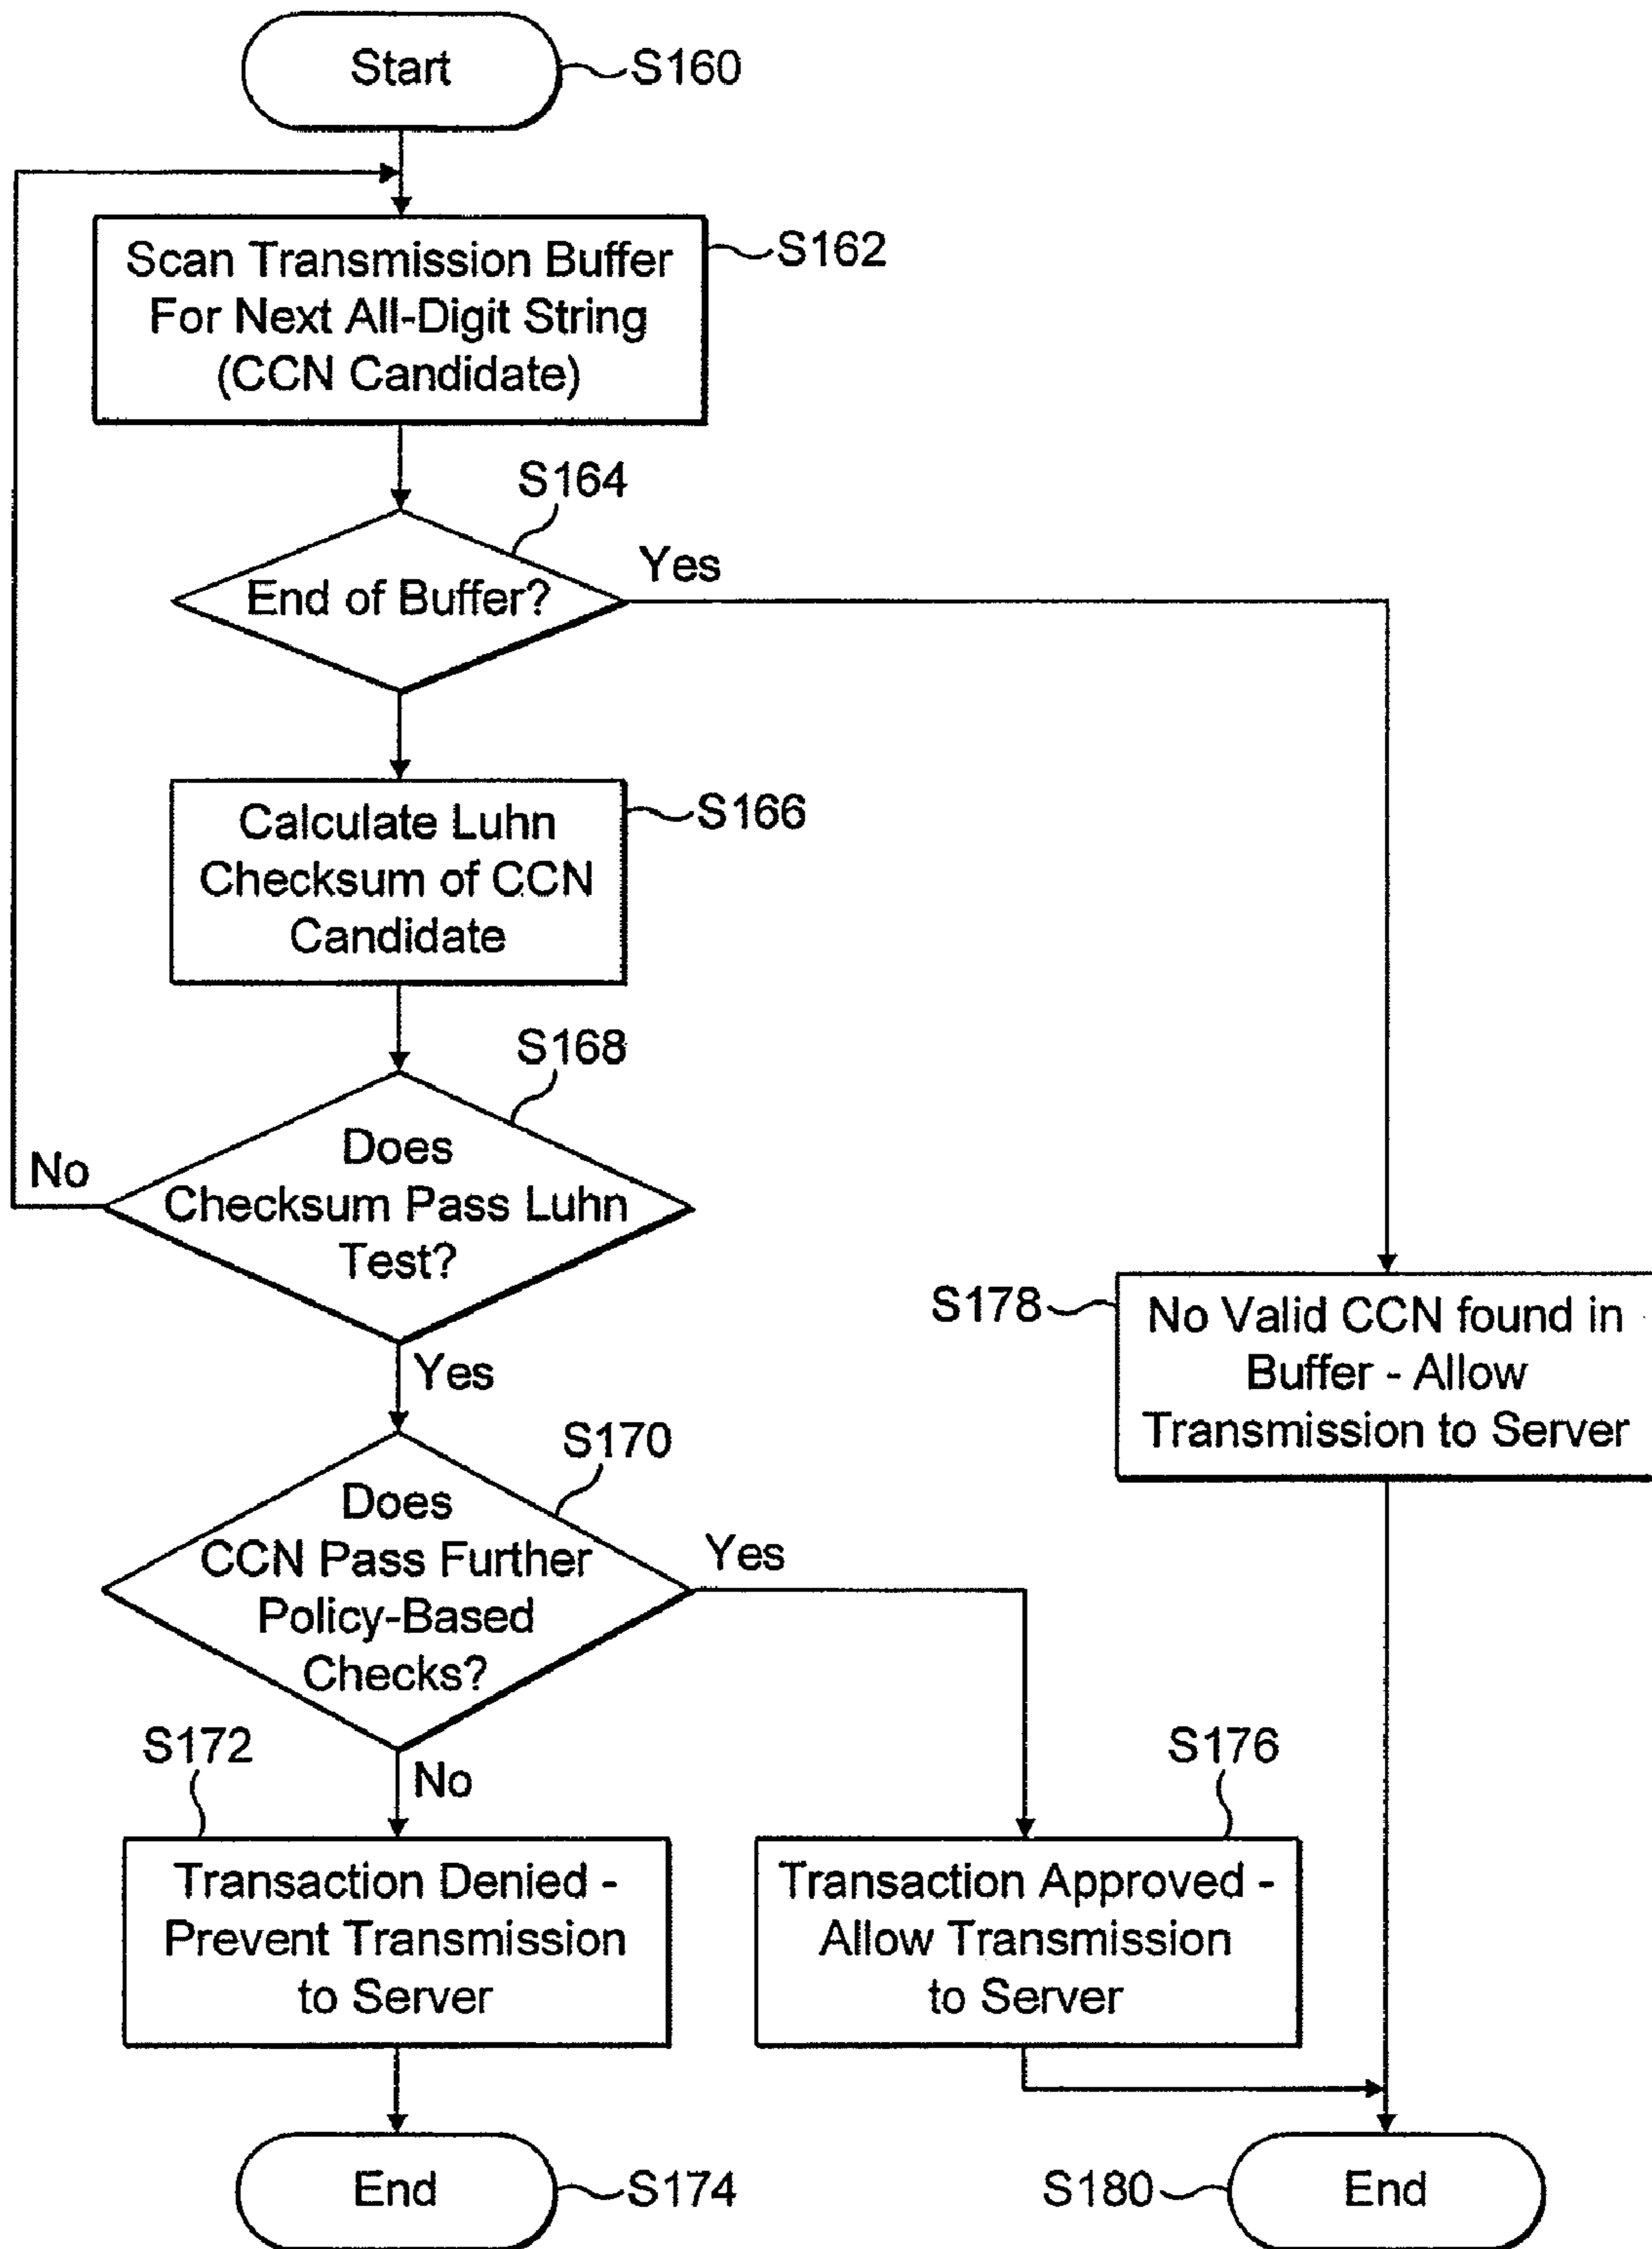 Start
S160
Scan Transmission Buffer
For Next All-Digit String
(CCN Candidate)
S162
S164
End of Buffer?
Yes
Calculate Luhn
Checksum of CCN
Candidate
S166
S168
Does
Checksum Pass Luhn
Test?
No
Yes
S178
No Valid CCN found in
Buffer - Allow
Transmission to Server
S170
Does
CCN Pass Further
Policy-Based
Checks?
Yes
No
S172
Transaction Denied -
Prevent Transmission
to Server
S176
Transaction Approved -
Allow Transmission
to Server
End
S174
S180
End